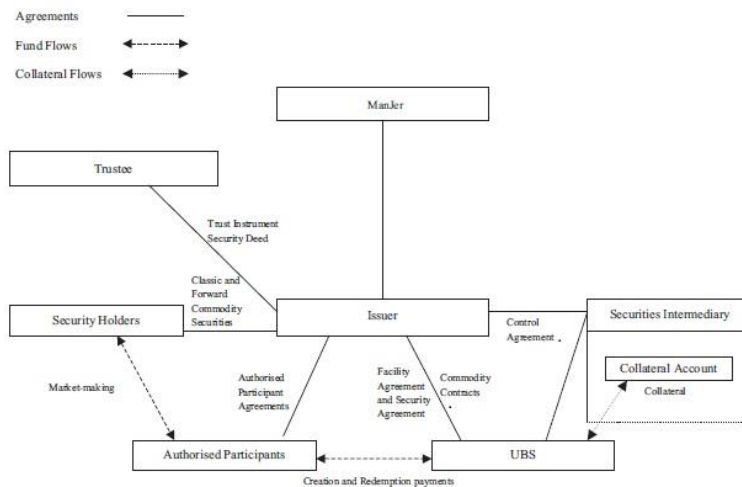 Agreements
Fund Flows
Collateral Flows
ManJer
Trustee
Trust Instrument
Security Deed
Classic and
Forward
Commodity
Securities
Security Holders
Issuer
Securities Intermediary
Control
Agreement .
Collateral Account
Collateral
Market-making
Authorised
Participant
Agreements
Facility
Agreement
and Security
Agreement
Commodity
Contracts
.
Authorised Participants
UBS
Creation and Redemption payments